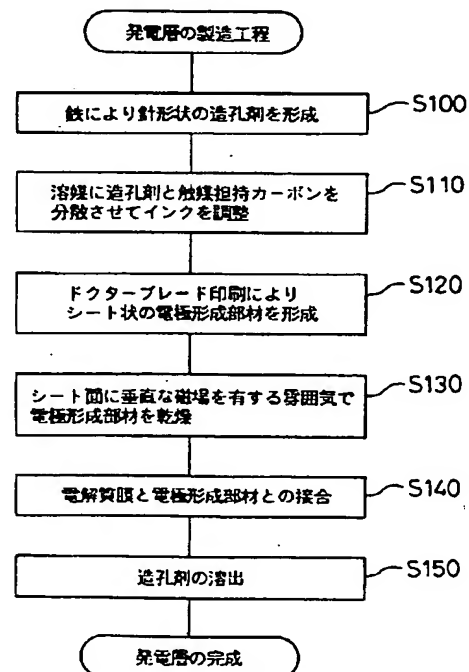 発電層の製造工程
鉄により針形状の造孔剤を形成
S100
溶媒に造孔剤と触媒担持カーボンを
分散させてインクを調整
S110
ドクターブレード印刷により
シート状の電極形成部材を形成
S120
シート面に垂直な磁場を有する雰囲気で
電極形成部材を乾燥
S130
電解質膜と電極形成部材との接合
S140
造孔剤の溶出
S150
発電層の完成